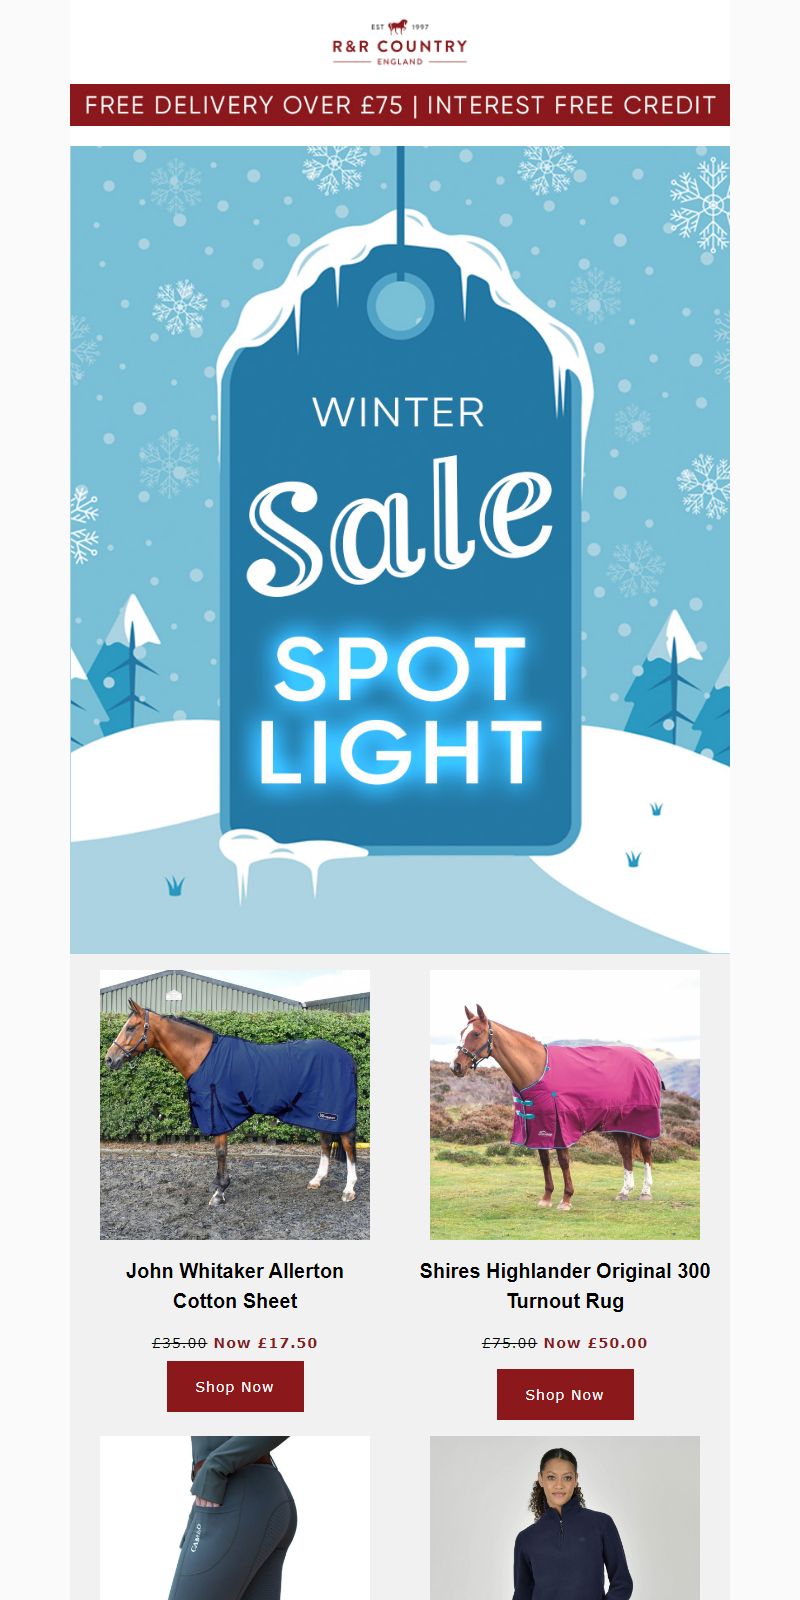 EST 1997
R&R COUNTRY
ENGLAND
FREE DELIVERY OVER £75 | INTEREST FREE CREDIT
WINTER
Sale
SPOT
LIGHT
John Whitaker Allerton
Cotton Sheet
£35.00 Now £17.50
Shop Now
Shires Highlander Original 300
Turnout Rug
£75.00 Now £50.00
Shop Now
CAMEO